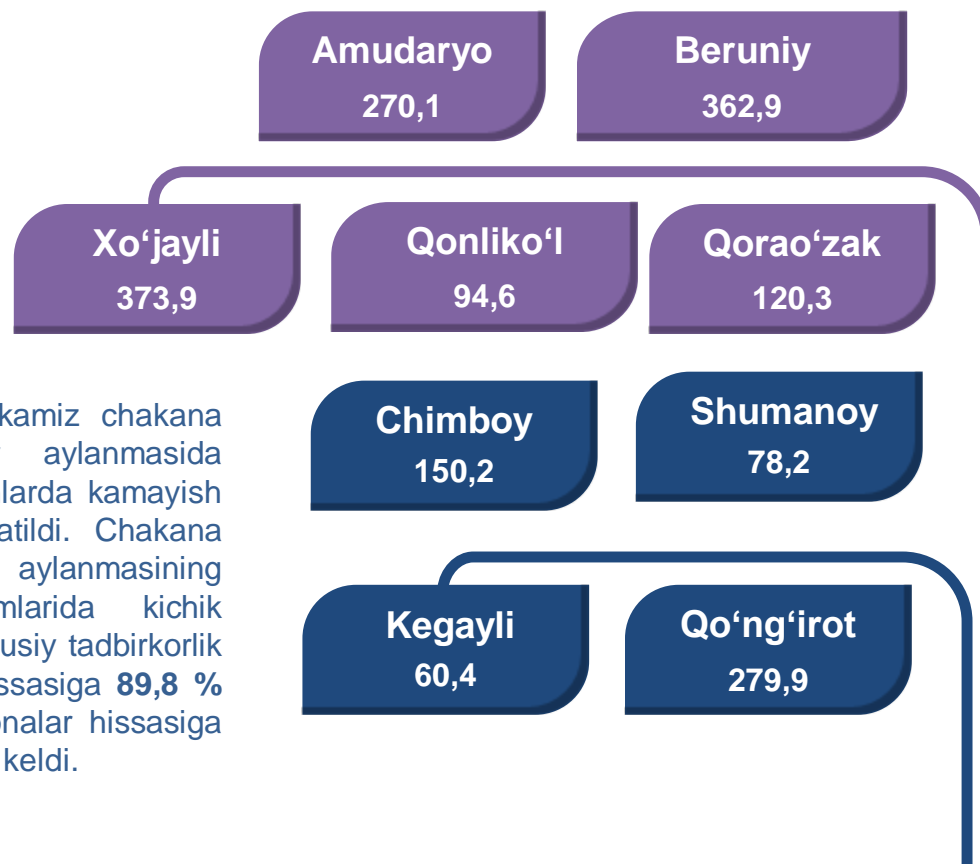 Amudaryo
270,1
Beruniy
362,9
Xo‘jayli
373,9
Qonliko‘l
94,6
Qorao‘zak
120,3
Chimboy
150,2
Shumanoy
78,2
kamiz chakana
aylanmasida
larda kamayish
atildi. Chakana
aylanmasining
mlarida kichik
usiy tadbirkorlik
ssasiga 89,8 %
onalar hissasiga
keldi.
Kegayli
60,4
Qo‘ng‘irot
279,9